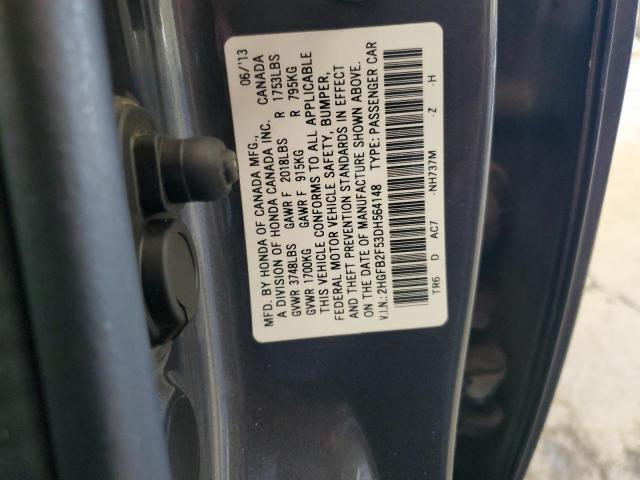 MFD. BY HONDA OF CANADA MFG., 06/'13
A DIVISION OF HONDA CANADA INC. CANADA
GVWR 3748LBS GAWR F 2018LBS R 1753LBS
GVWR 1700KG GAWR F 915KG R 795KG
THIS VEHICLE CONFORMS TO ALL APPLICABLE
FEDERAL MOTOR VEHICLE SAFETY, BUMPER,
AND THEFT PREVENTION STANDARDS IN EFFECT
ON THE DATE OF MANUFACTURE SHOWN ABOVE.
V.I.N.: 2HGFB2F53DH564148 TYPE: PASSENGER CAR
TR6 D AC7 -NH737M -Z -H